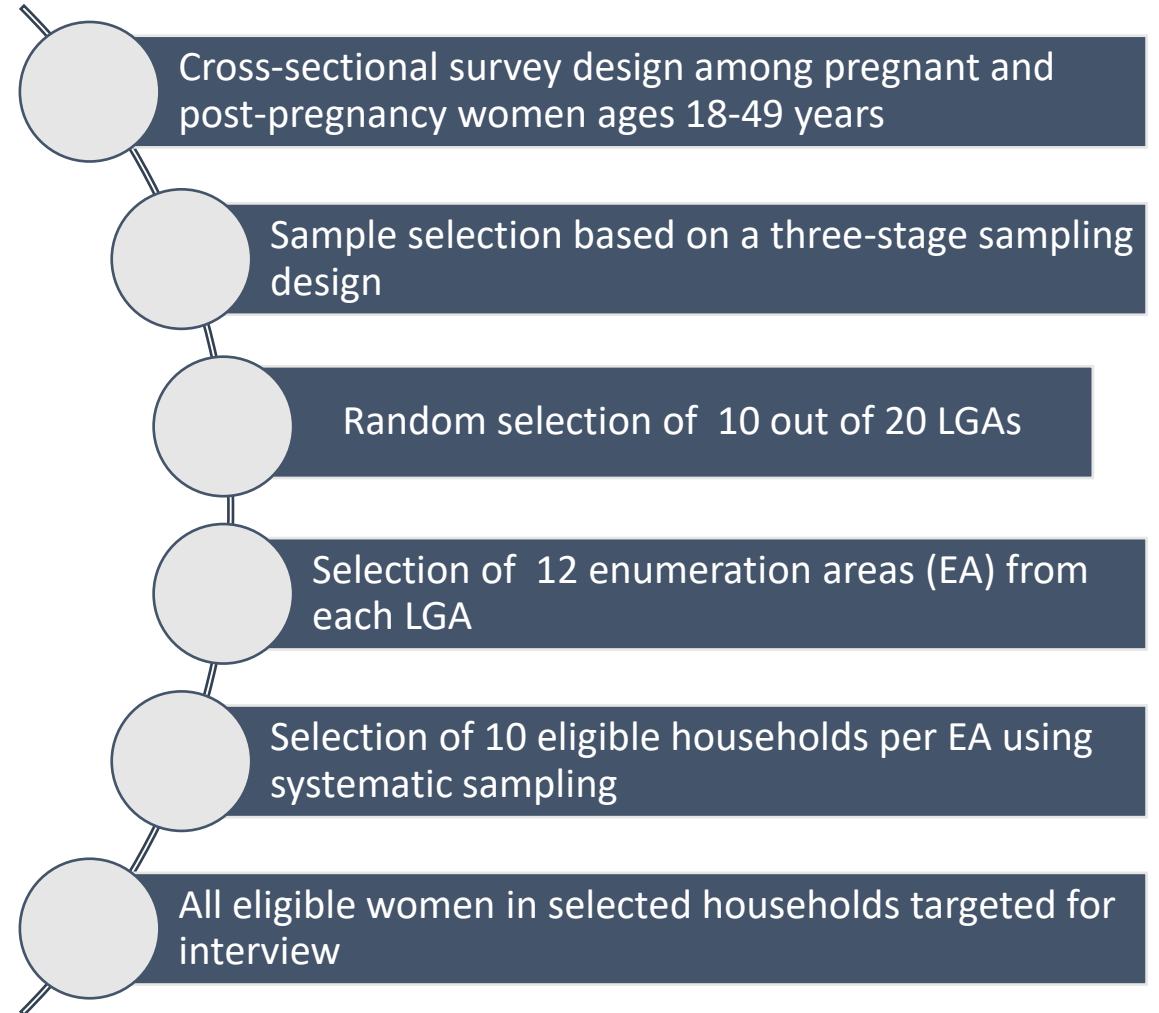 Cross-sectional survey design among pregnant and
post-pregnancy women ages 18-49 years
Sample selection based on a three-stage sampling
design
Random selection of  10 out of 20 LGAs
Selection of  12 enumeration areas (EA) from
each LGA
Selection of 10 eligible households per EA using
systematic sampling
All eligible women in selected households targeted for
interview